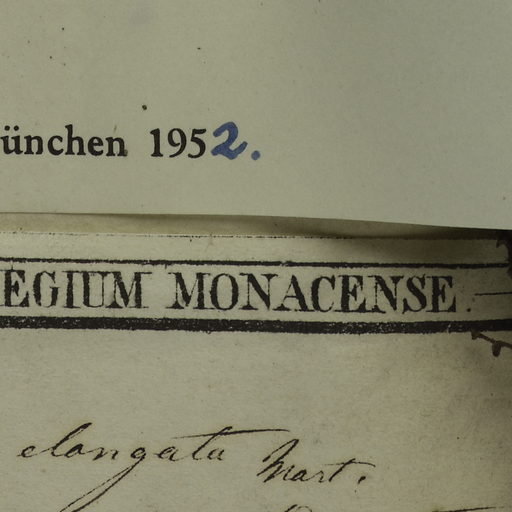 ünchen 1952.
EGIUM MONACENSE
elongata Mart.